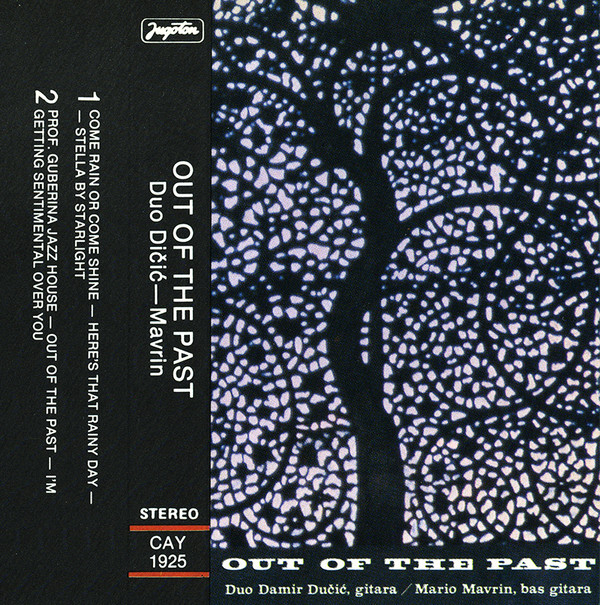 Jugoton
1 COME RAIN OR COME SHINE — HERE'S THAT RAINY DAY —
— STELLA BY STARLIGHT
2 PROF. GUBERINA JAZZ HOUSE — OUT OF THE PAST — I'M
GETTING SENTIMENTAL OVER YOU
OUT OF THE PAST
Duo Dičić—Mavrin
STEREO
CAY
1925
OUT OF THE PAST
Duo Damir Dučić, gitara / Mario Mavrin, bas gitara